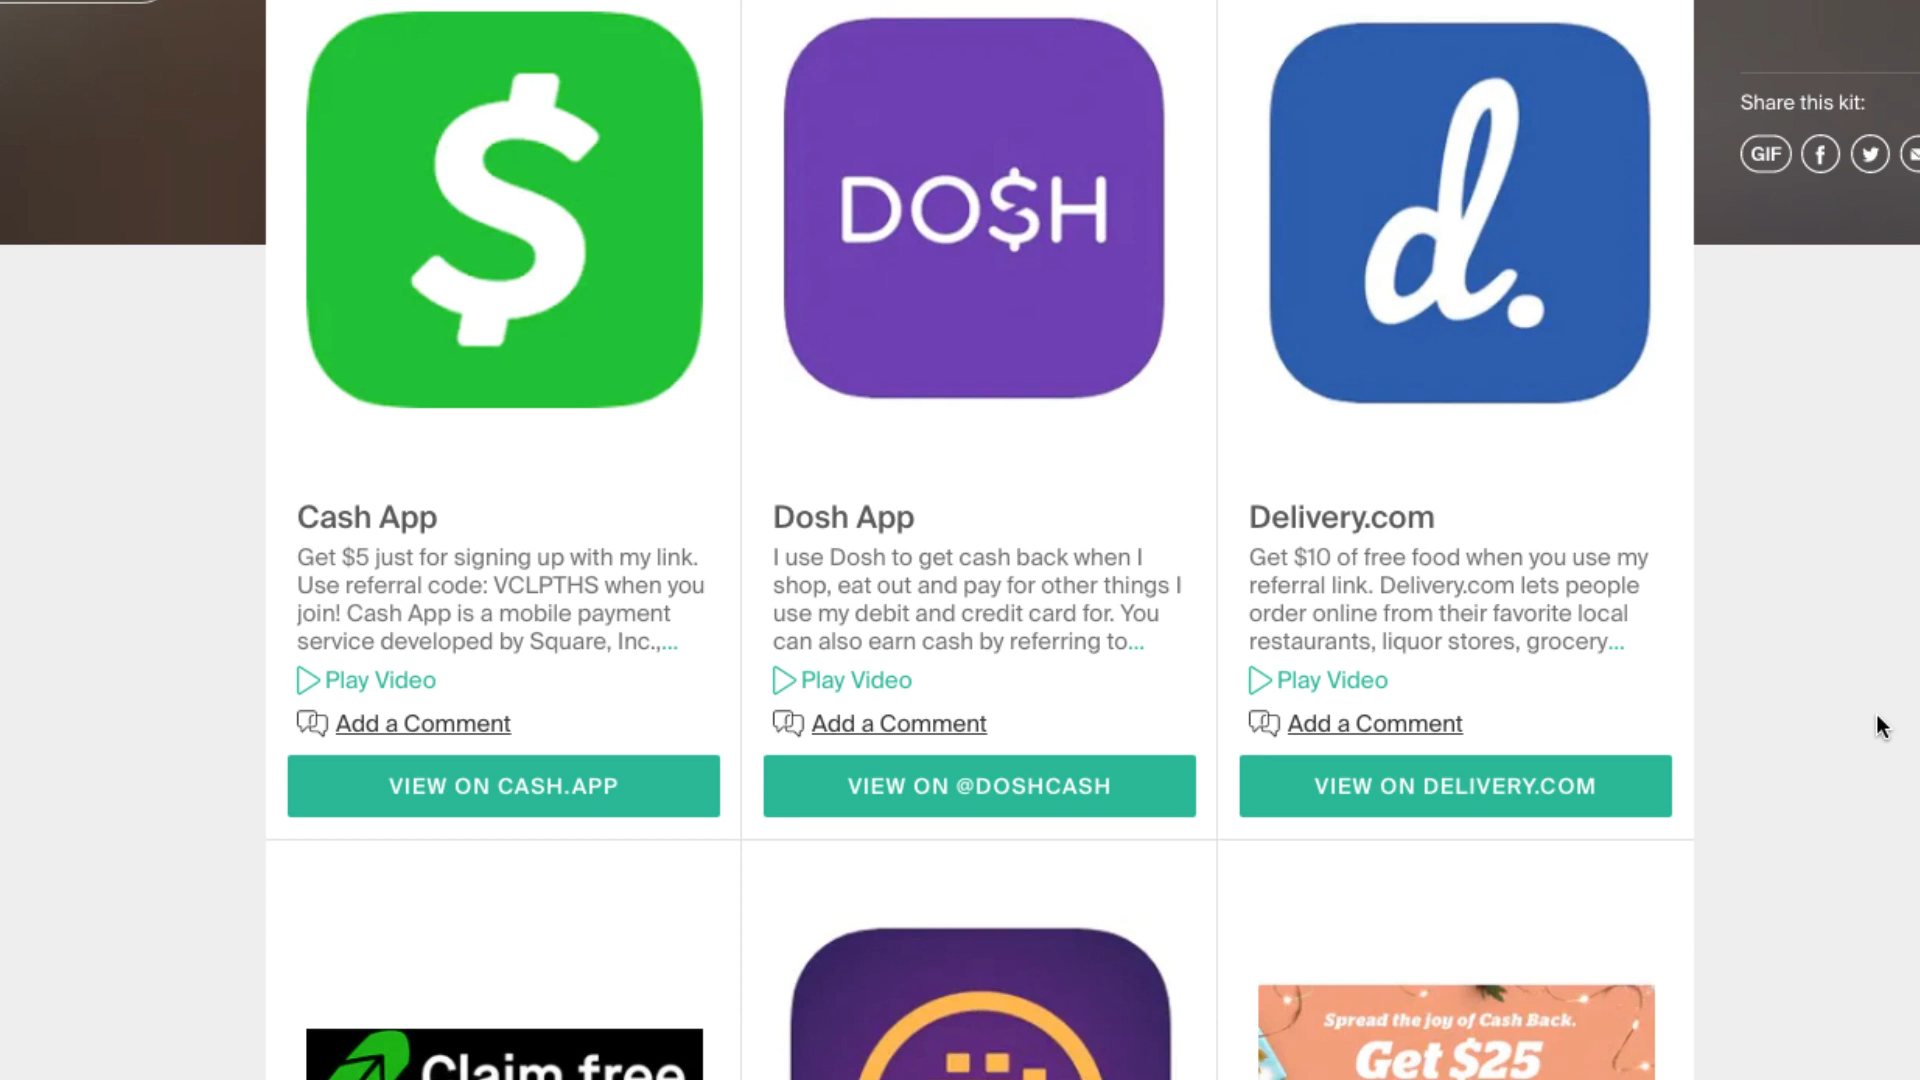 Share this kit:
GIF
DO$H
d.
Cash App
Get $5 just for signing up with my link.
Use referral code: VCLPTHS when you
join! Cash App is a mobile payment
service developed by Square, Inc.,...
Play Video
Add a Comment
VIEW ON CASH.APP
Dosh App
I use Dosh to get cash back when I
shop, eat out and pay for other things I
use my debit and credit card for. You
can also earn cash by referring to...
Play Video
Add a Comment
VIEW ON @DOSHCASH
Delivery.com
Get $10 of free food when you use my
referral link. Delivery.com lets people
order online from their favorite local
restaurants, liquor stores, grocery...
Play Video
Add a Comment
VIEW ON DELIVERY.COM
Claim free
Spread the joy of Cash Back.
Get $25